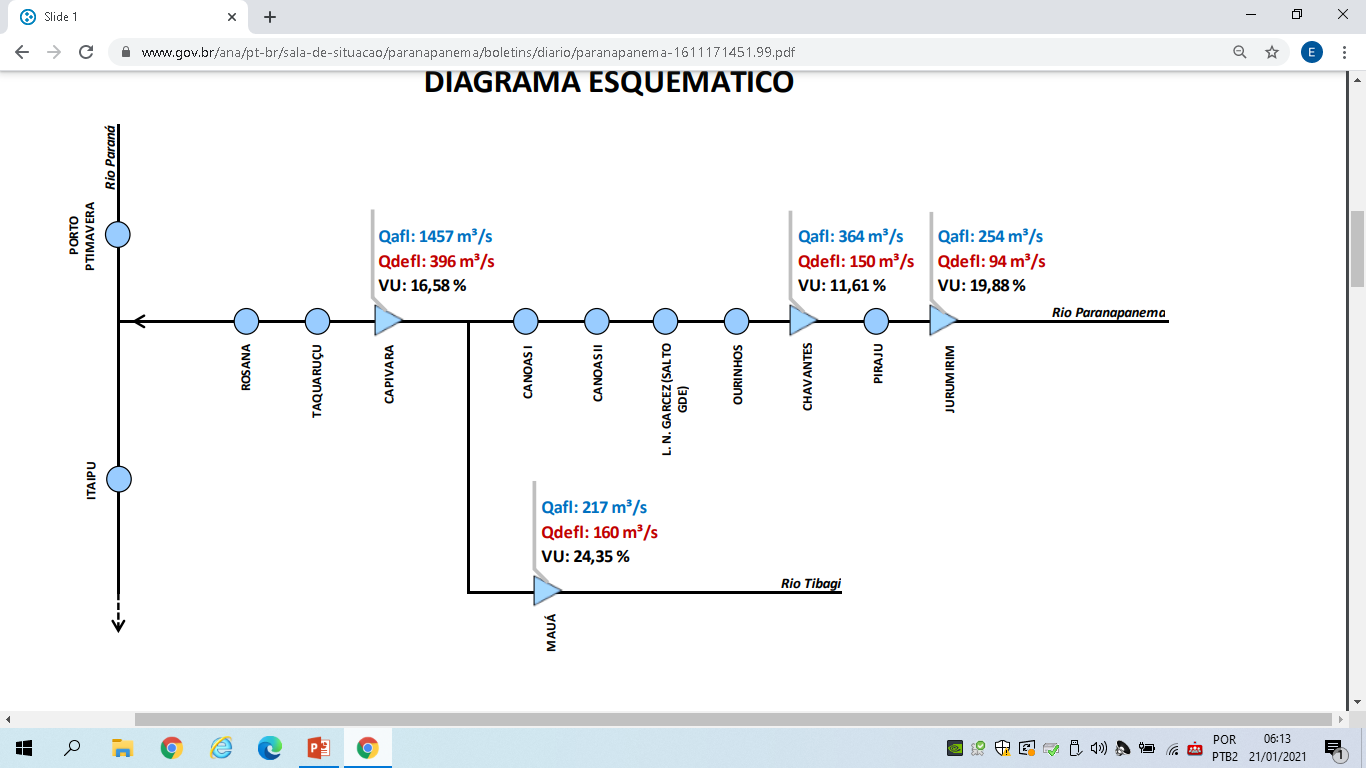 Slide 1
www.gov.br/ana/pt-br/sala-de-situacao/paranapanema/boletins/diario/paranapanema-1611171451.99.pdf
E
DIAGRAMA ESQUEMATICO
Rio Paraná
PORTO
PTIMAVERA
Qafl: 1457 m³/s
Qdefl: 396 m³/s
VU: 16,58 %
Qafl: 364 m³/s
Qdefl: 150 m³/s
VU: 11,61 %
Qafl: 254 m³/s
Qdefl: 94 m³/s
VU: 19,88 %
Rio Paranapanema
ROSANA
TAQUARUÇU
CAPIVARA
CANOAS I
CANOAS II
L. N. GARCEZ (SALTO
GDE)
OURINHOS
CHAVANTES
PIRAJU
JURUMIRIM
ITAIPU
Qafl: 217 m³/s
Qdefl: 160 m³/s
VU: 24,35 %
Rio Tibagi
MAUÁ
POR
PTB2
06:13
21/01/2021
1